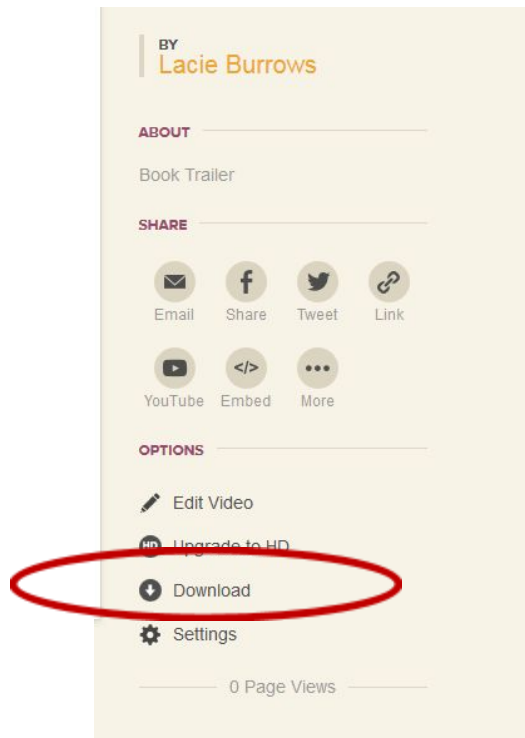 BY
Lacie Burrows
ABOUT
Book Trailer
SHARE
Email Share Tweet Link
YouTube Embed More
OPTIONS
Edit Video
HD Upgrade to HD
Download
Settings
0 Page Views